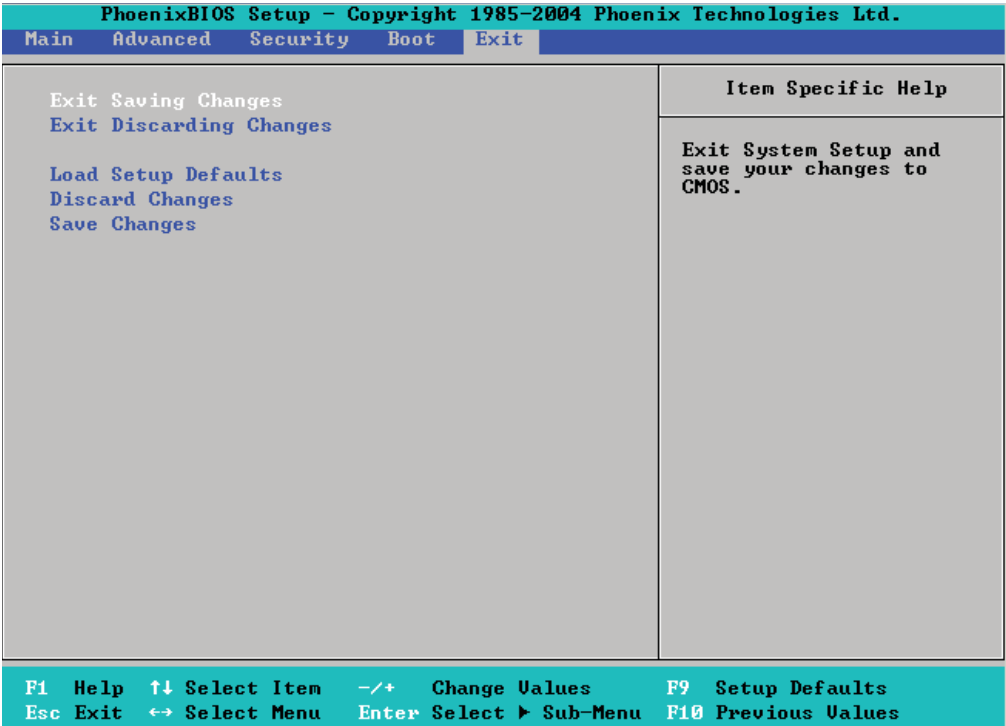 PhoenixBIOS Setup – Copyright 1985-2004 Phoenix Technologies Ltd.
Main Advanced Security Boot Exit
Exit Saving Changes
Exit Discarding Changes
Load Setup Defaults
Discard Changes
Save Changes
Item Specific Help
Exit System Setup and
save your changes to
CMOS.
F1 Help ↑↓ Select Item -/+ Change Values F9 Setup Defaults
Esc Exit ↔ Select Menu Enter Select ▶ Sub-Menu F10 Previous Values